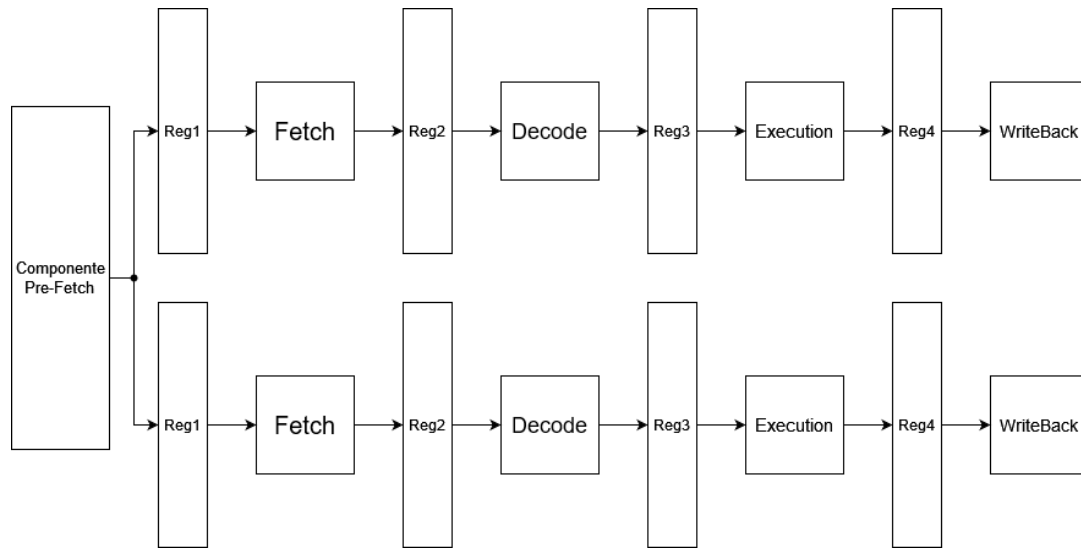 Reg1
Fetch
Reg2
Decode
Reg3
Execution
Reg4
WriteBack
Componente
Pre-Fetch
Reg1
Fetch
Reg2
Decode
Reg3
Execution
Reg4
WriteBack